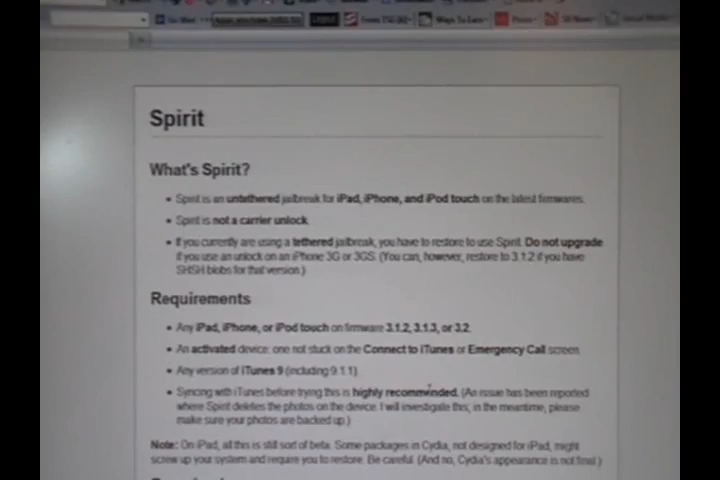 Spirit
What's Spirit?
Spirit is an untethered jailbreak for iPad, iPhone, and iPod touch on the latest firmwares.
Spirit is not a carrier unlock.
If you currently are using a tethered jailbreak, you have to restore to use Spirit. Do not upgrade
if you use an unlock on an iPhone 3G or 3GS. (You can, however, restore to 3.1.2 if you have
SHSH blobs for that version.)
Requirements
Any iPad, iPhone, or iPod touch on firmware 3.1.2, 3.1.3, or 3.2.
An activated device: one not stuck on the Connect to iTunes or Emergency Call screen.
Any version of iTunes 9 (including 9.1.1).
Syncing with iTunes before trying this is highly recommended. (An issue has been reported
where Spirit deletes the photos on the device. I will investigate this; in the meantime, please
make sure your photos are backed up.)
Note: On iPad, all this is still sort of beta. Some packages in Cydia, not designed for iPad, might
screw up your system and require you to restore. Be careful. (And no, Cydia's appearance is not final.)